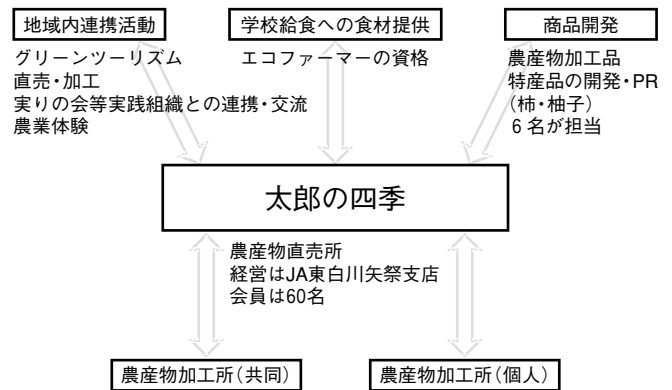 地域内連携活動
グリーンツーリズム
直売・加工
実りの会等実践組織との連携・交流
農業体験
学校給食への食材提供
エコファーマーの資格
商品開発
農産物加工品
特産品の開発・PR
(柿・柚子)
6名が担当
太郎の四季
農産物直売所
経営はJA東白川矢祭支店
会員は60名
農産物加工所(共同)
農産物加工所(個人)